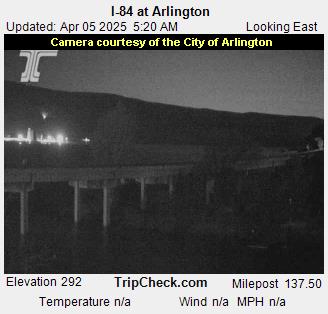 I-84 at Arlington
Updated: Apr 05 2025 5:20 AM Looking East
Camera courtesy of the City of Arlington
Elevation 292 TripCheck.com Milepost 137.50
Temperature n/a Wind n/a MPH n/a